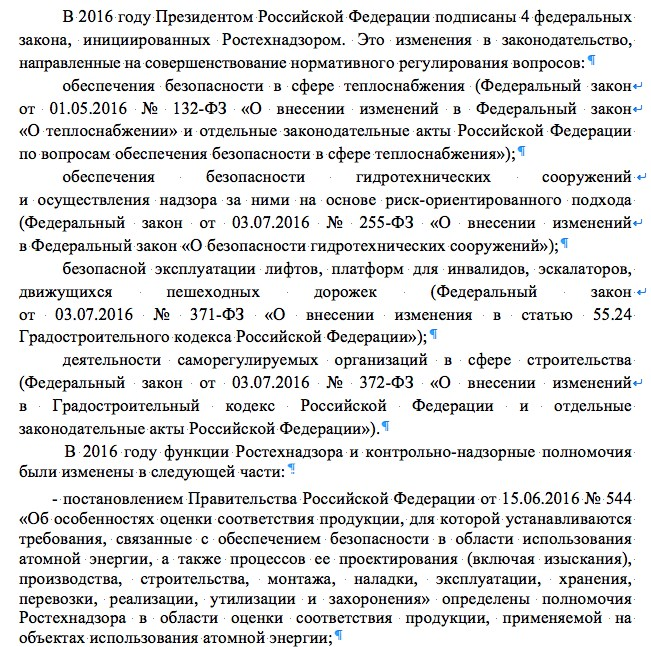 В 2016 году Президентом Российской Федерации подписаны 4 федеральных
закона, инициированных Ростехнадзором. Это изменения в законодательство,
направленные на совершенствование нормативного регулирования вопросов:¶
обеспечения безопасности в сфере теплоснабжения (Федеральный закон↵
от 01.05.2016 № 132-ФЗ «О внесении изменений в Федеральный закон↵
«О теплоснабжении» и отдельные законодательные акты Российской Федерации
по вопросам обеспечения безопасности в сфере теплоснабжения»);¶
обеспечения безопасности гидротехнических сооружений↵
и осуществления надзора за ними на основе риск-ориентированного подхода
(Федеральный закон от 03.07.2016 № 255-ФЗ «О внесении изменений↵
в Федеральный закон «О безопасности гидротехнических сооружений»);¶
безопасной эксплуатации лифтов, платформ для инвалидов, эскалаторов,
движущихся пешеходных дорожек (Федеральный закон↵
от 03.07.2016 № 371-ФЗ «О внесении изменения в статью 55.24
Градостроительного кодекса Российской Федерации»);¶
деятельности саморегулируемых организаций в сфере строительства
(Федеральный закон от 03.07.2016 № 372-ФЗ «О внесении изменений↵
в Градостроительный кодекс Российской Федерации и отдельные
законодательные акты Российской Федерации»).¶
В 2016 году функции Ростехнадзора и контрольно-надзорные полномочия
были изменены в следующей части:¶
- постановлением Правительства Российской Федерации от 15.06.2016 № 544
«Об особенностях оценки соответствия продукции, для которой устанавливаются
требования, связанные с обеспечением безопасности в области использования
атомной энергии, а также процессов ее проектирования (включая изыскания),
производства, строительства, монтажа, наладки, эксплуатации, хранения,
перевозки, реализации, утилизации и захоронения» определены полномочия
Ростехнадзора в области оценки соответствия продукции, применяемой на
объектах использования атомной энергии;¶